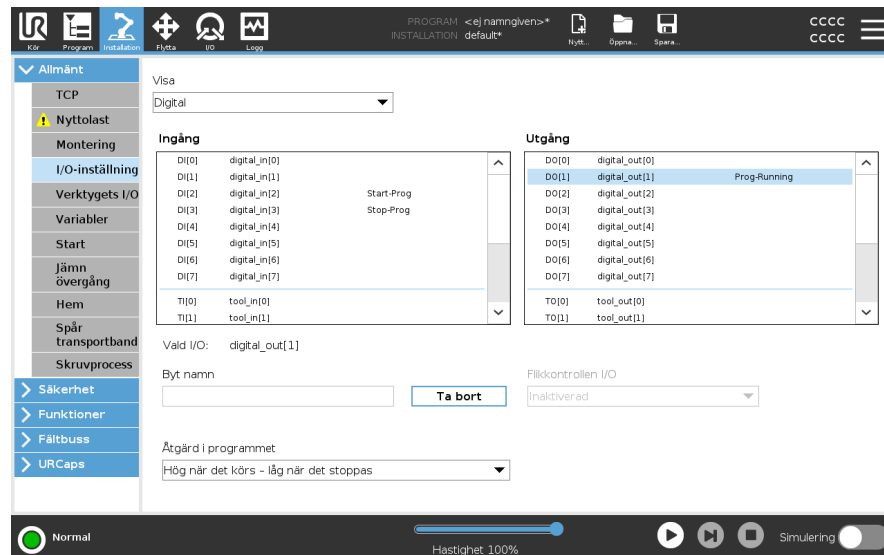 UR
PROGRAM <ej namngiven>*
INSTALLATION default*
cccc
cccc
Kör Program Installation Flytta I/O Logg Nytt... Öppna... Spara...
Allmänt
TCP
Nyttolast
Montering
I/O-inställning
Verktygets I/O
Variabler
Start
Jämn
övergång
Hem
Spår
transportband
Skruvprocess
Säkerhet
Funktioner
Fältbuss
URCaps
Visa
Digital
Ingång
DI[0] digital_in[0]
DI[1] digital_in[1]
DI[2] digital_in[2] Start-Prog
DI[3] digital_in[3] Stop-Prog
DI[4] digital_in[4]
DI[5] digital_in[5]
DI[6] digital_in[6]
DI[7] digital_in[7]
TI[0] tool_in[0]
TI[1] tool_in[1]
Utgång
DO[0] digital_out[0]
DO[1] digital_out[1] Prog-Running
DO[2] digital_out[2]
DO[3] digital_out[3]
DO[4] digital_out[4]
DO[5] digital_out[5]
DO[6] digital_out[6]
DO[7] digital_out[7]
TO[0] tool_out[0]
TO[1] tool_out[1]
Vald I/O: digital_out[1]
Byt namn
Ta bort
Flikkontrollen I/O
Inaktiverad
Åtgärd i programmet
Hög när det körs - låg när det stoppas
Normal
Hastighet 100%
Simulering